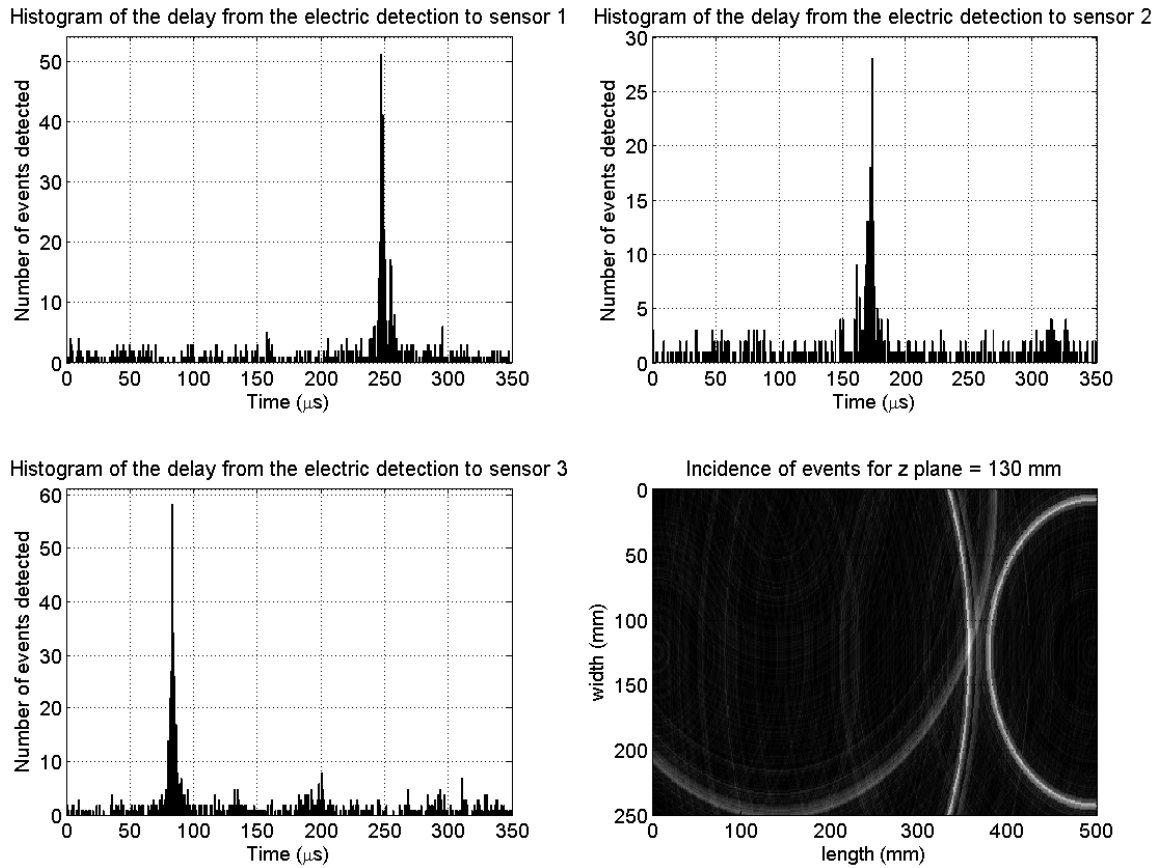 Histogram of the delay from the electric detection to sensor 1
50
40
30
20
10
0
Number of events detected
0 50 100 150 200 250 300 350
Time (μs)
Histogram of the delay from the electric detection to sensor 2
30
25
20
15
10
5
0
Number of events detected
0 50 100 150 200 250 300 350
Time (μs)
Histogram of the delay from the electric detection to sensor 3
60
50
40
30
20
10
0
Number of events detected
0 50 100 150 200 250 300 350
Time (μs)
Incidence of events for z plane = 130 mm
0
50
100
150
200
250
width (mm)
0 100 200 300 400 500
length (mm)